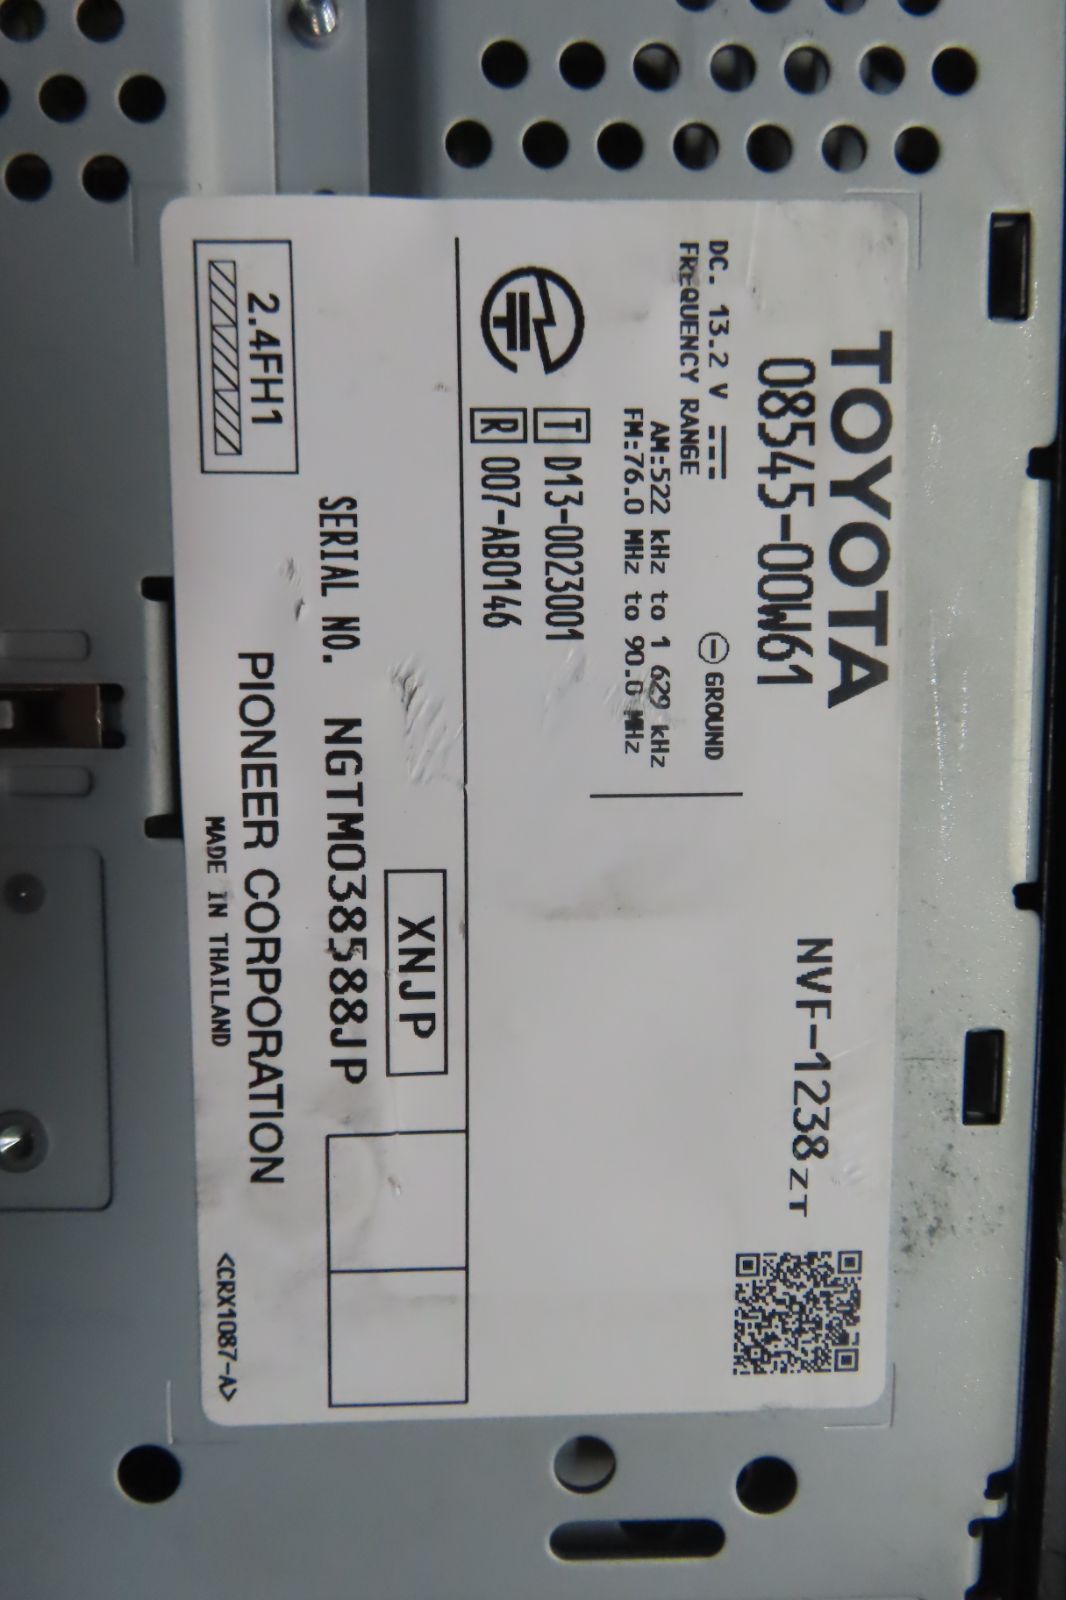 TOYOTA
08545-00W61
NVF-1238ZT
DC. 13.2 V
⊖ GROUND
FREQUENCY RANGE
AM:522 kHz to 1 629 kHz
FM:76.0 MHz to 90.0 MHz
T D13-0023001
R 007-AB0146
XNJP
SERIAL NO. NGTM038588JP
2.4FH1
PIONEER CORPORATION
MADE IN THAILAND
<CRX1087-A>